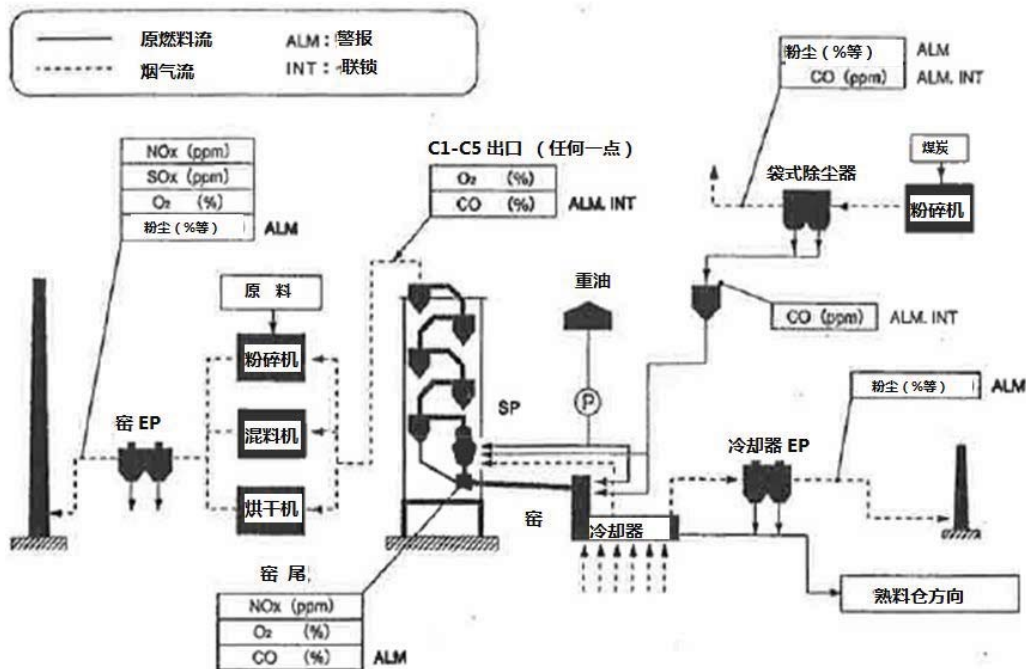 原燃料流 ALM：警报
烟气流 INT：联锁
粉尘（%等） ALM
CO (ppm) ALM. INT
NOx (ppm)
SOx (ppm)
O₂ (%)
粉尘（%等） ALM
C1-C5 出口 （任何一点）
O₂ (%)
CO (%) ALM. INT
袋式除尘器
煤炭
粉碎机
原 料
粉碎机
混料机
烘干机
窑 EP
重油
P
SP
CO (ppm) ALM. INT
粉尘（%等） ALM
冷却器 EP
窑
冷却器
窑 尾
NOx (ppm)
O₂ (%)
CO (%) ALM
熟料仓方向